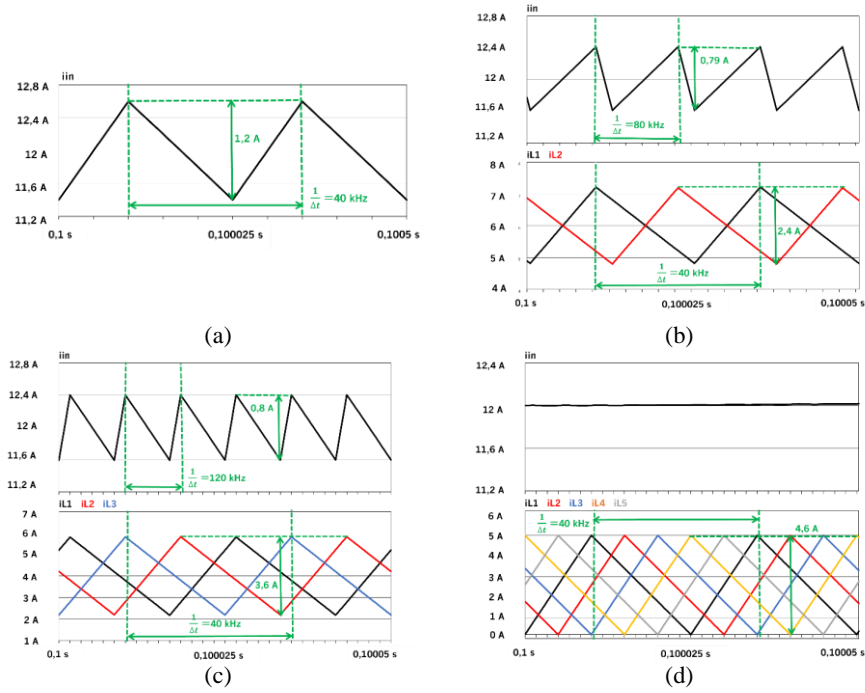 iin
12,8 A
12,4 A
12 A
11,6 A
11,2 A
1,2 A
1/Δt =40 kHz
0,1 s 0,100025 s 0,1005 s
(a)
iin
12,8 A
12,4 A
12 A
11,6 A
11,2 A
0,79 A
1/Δt =80 kHz
iL1 iL2
8 A
7 A
6 A
5 A
4 A
2,4 A
1/Δt =40 kHz
0,1 s 0,100025 s 0,10005 s
(b)
iin
12,8 A
12,4 A
12 A
11,6 A
11,2 A
0,8 A
1/Δt =120 kHz
iL1 iL2 iL3
7 A
6 A
5 A
4 A
3 A
2 A
1 A
3,6 A
1/Δt =40 kHz
0,1 s 0,100025 s 0,10005 s
(c)
iin
12,4 A
12 A
11,6 A
11,2 A
iL1 iL2 iL3 iL4 iL5
6 A
5 A
4 A
3 A
2 A
1 A
0 A
1/Δt =40 kHz
4,6 A
0,1 s 0,100025 s 0,10005 s
(d)